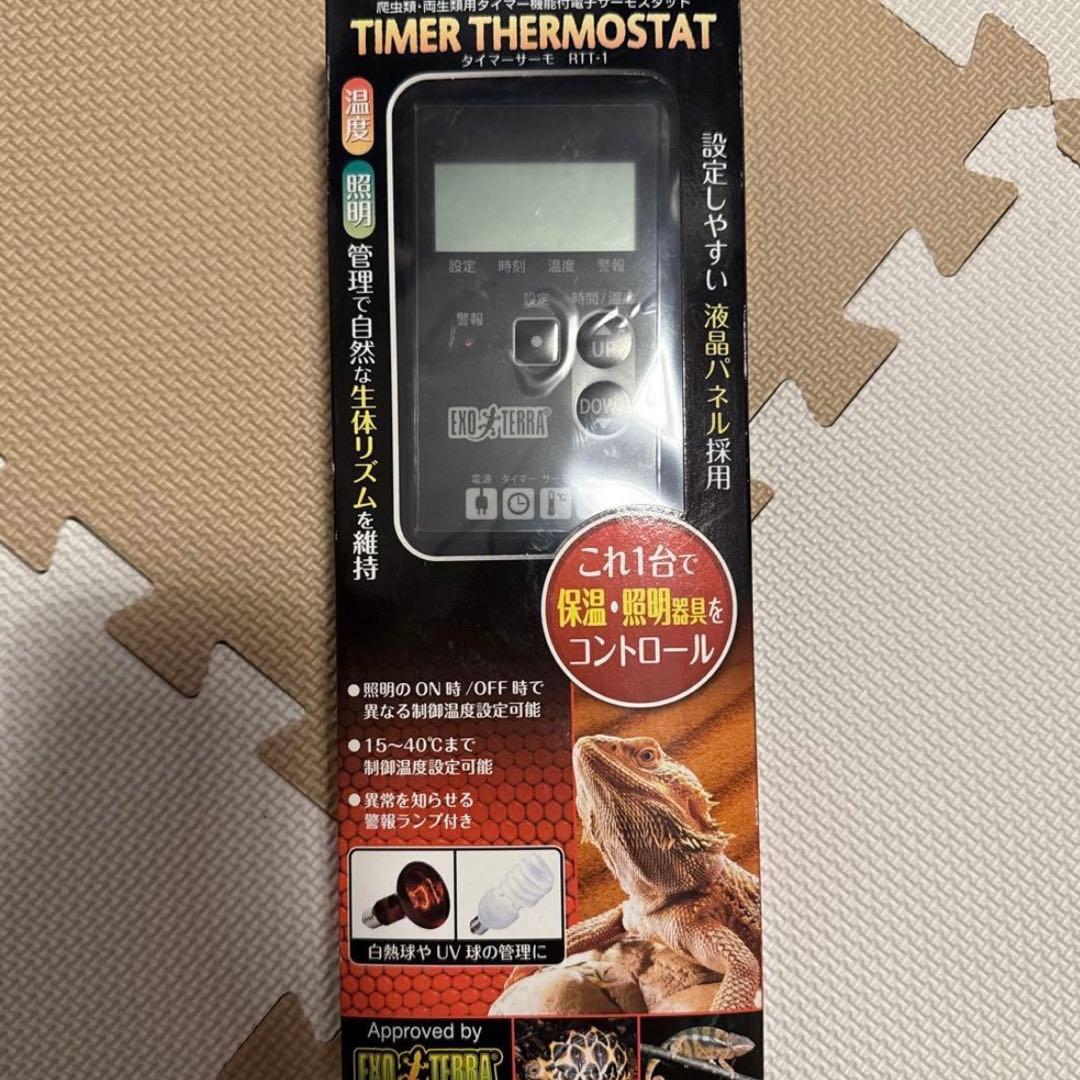 爬虫類・両生類用タイマー機能付電子サーモスタット
TIMER THERMOSTAT
タイマーサーモ RTT-1
温度
照明
管理で自然な生体リズムを維持
設定しやすい液晶パネル採用
設定 時刻 温度 警報
設定 時間/温度
警報
UP
DOWN
EXO TERRA®
電源 タイマー サーモ
℃
これ1台で
保温・照明器具を
コントロール
●照明のON時/OFF時で
異なる制御温度設定可能
●15〜40℃まで
制御温度設定可能
●異常を知らせる
警報ランプ付き
白熱球やUV球の管理に
Approved by
EXO TERRA